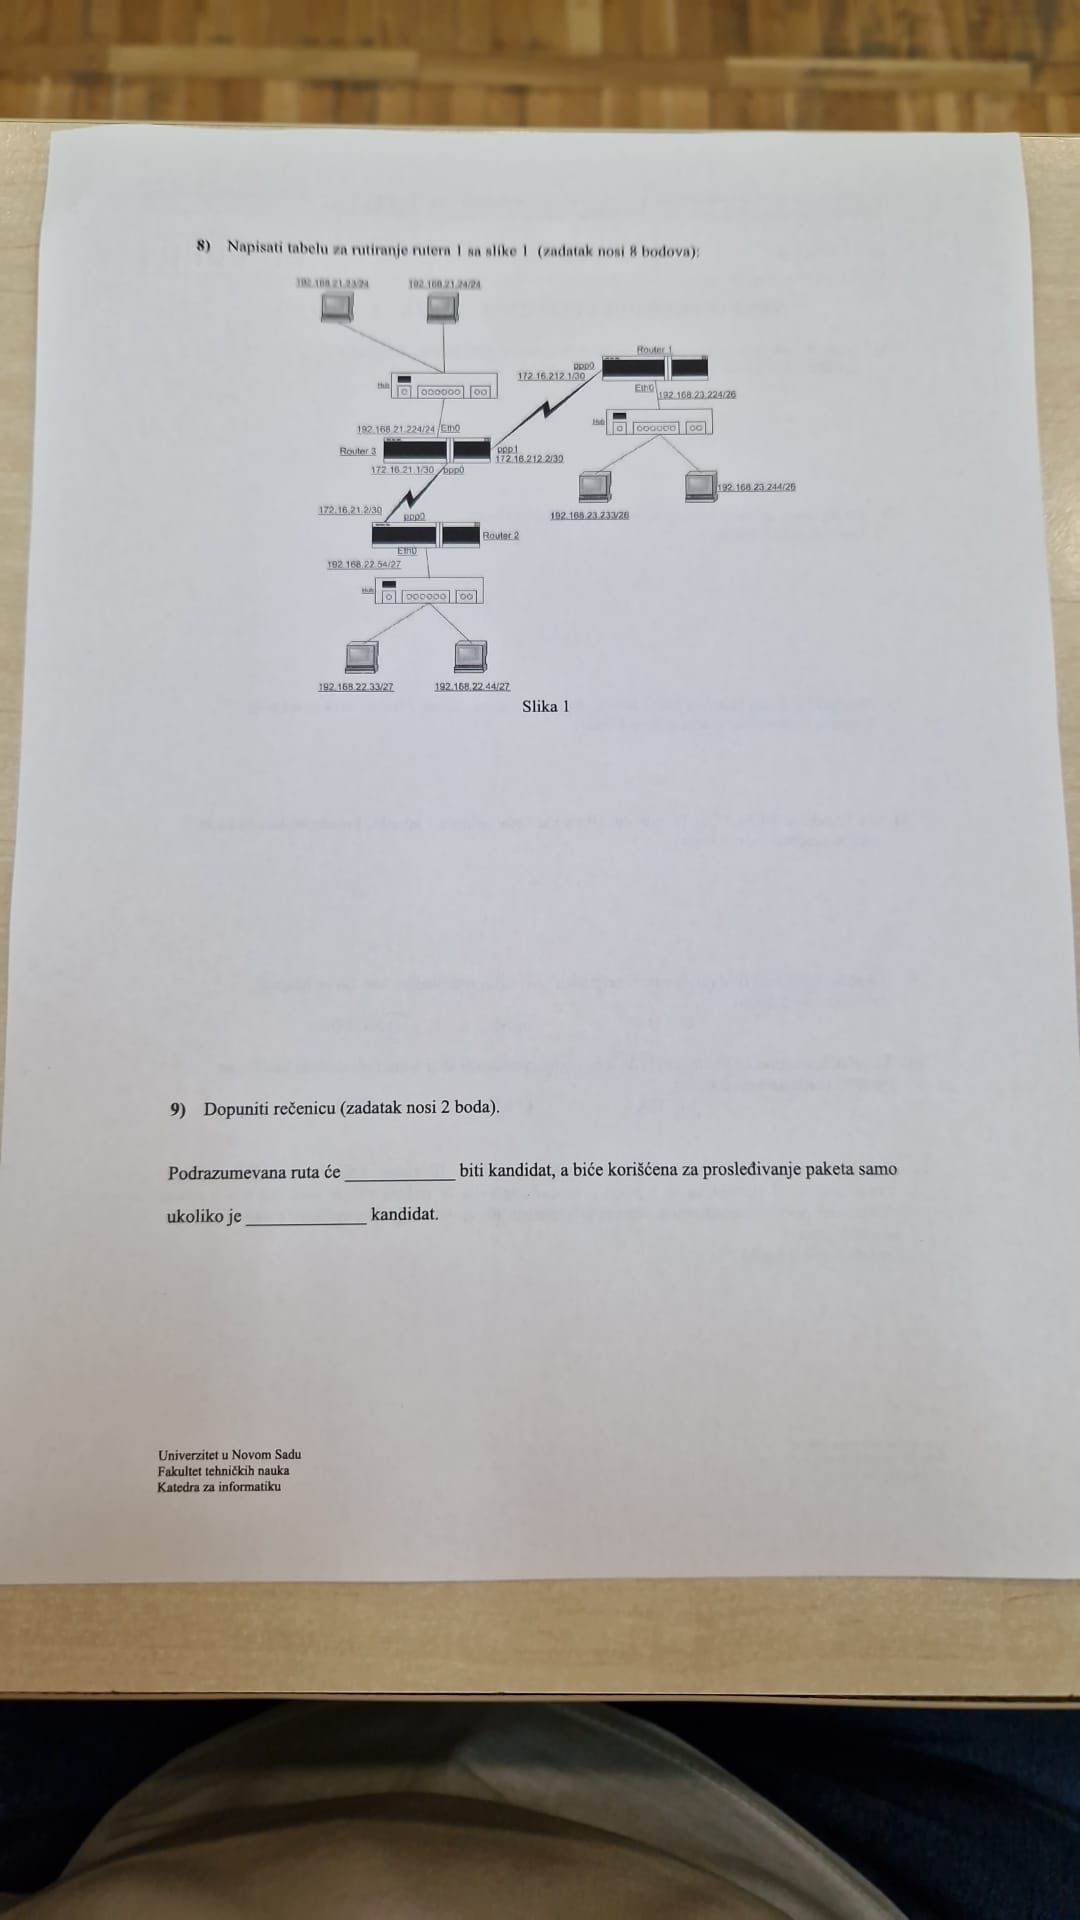 8) Napisati tabelu za rutiranje rutera 1 sa slike 1 (zadatak nosi 8 bodova):
192.168.21.23/24 192.168.21.24/24
Router 1
ppp0
172.16.212.1/30
Eth0
192.168.23.224/26
Hub
Hub
192.168.21.224/24 Eth0
Router 3
ppp1
172.16.212.2/30
172.16.21.1/30 ppp0
192.168.23.244/26
172.16.21.2/30
ppp0
192.168.23.233/26
Router 2
Eth0
192.168.22.54/27
Hub
192.168.22.33/27 192.168.22.44/27
Slika 1
9) Dopuniti rečenicu (zadatak nosi 2 boda).
Podrazumevana ruta će ____________ biti kandidat, a biće korišćena za prosleđivanje paketa samo
ukoliko je _____________ kandidat.
Univerzitet u Novom Sadu
Fakultet tehničkih nauka
Katedra za informatiku